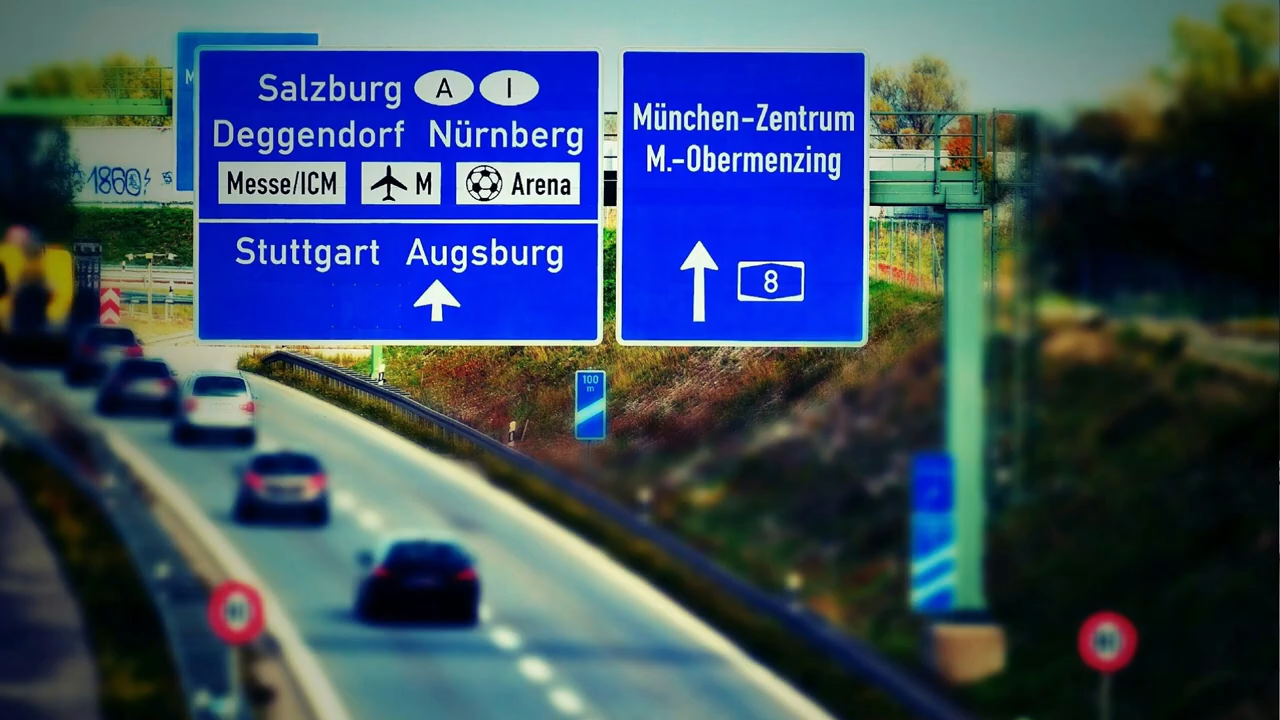 M
Salzburg A I
Deggendorf Nürnberg
Messe/ICM M Arena
Stuttgart Augsburg
München-Zentrum
M.-Obermenzing
8
1860
100
m